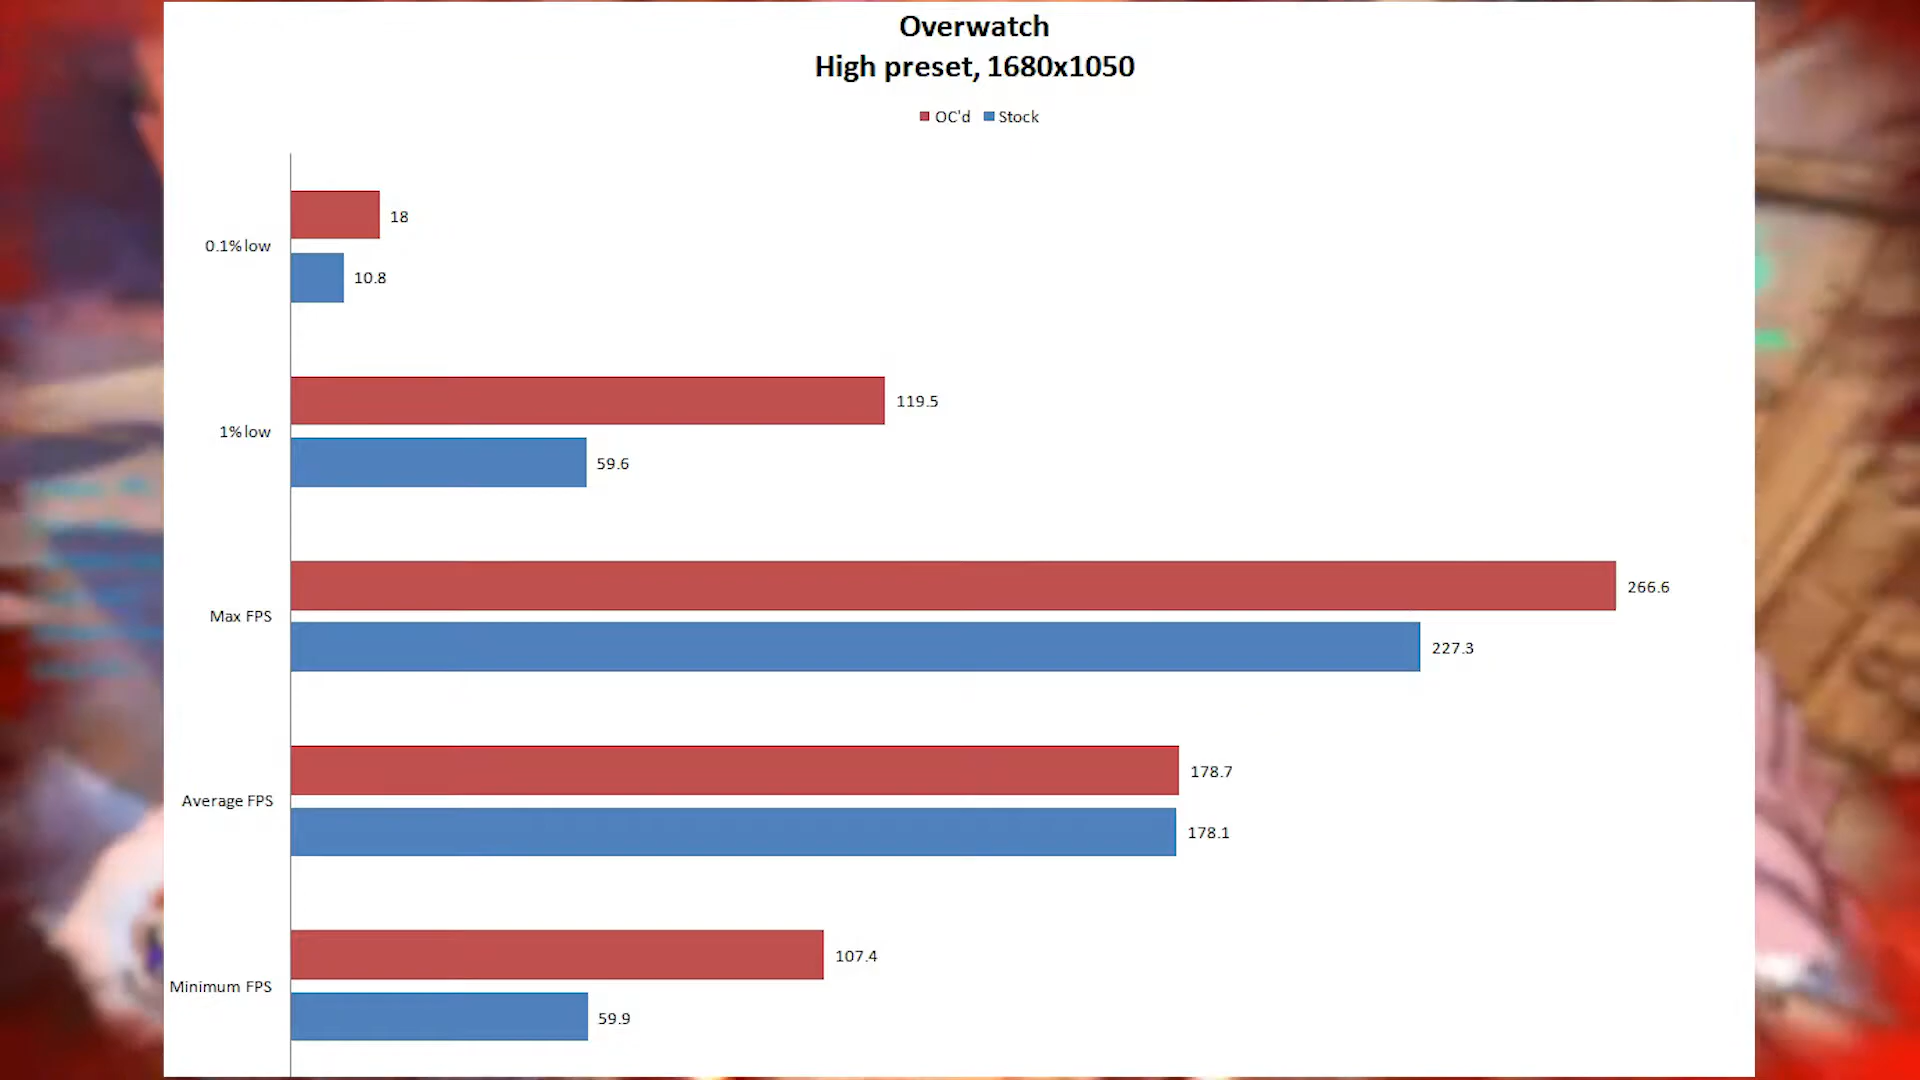 Overwatch
High preset, 1680x1050
OC'd Stock
0.1% low
18
10.8
1% low
119.5
59.6
Max FPS
266.6
227.3
Average FPS
178.7
178.1
Minimum FPS
107.4
59.9